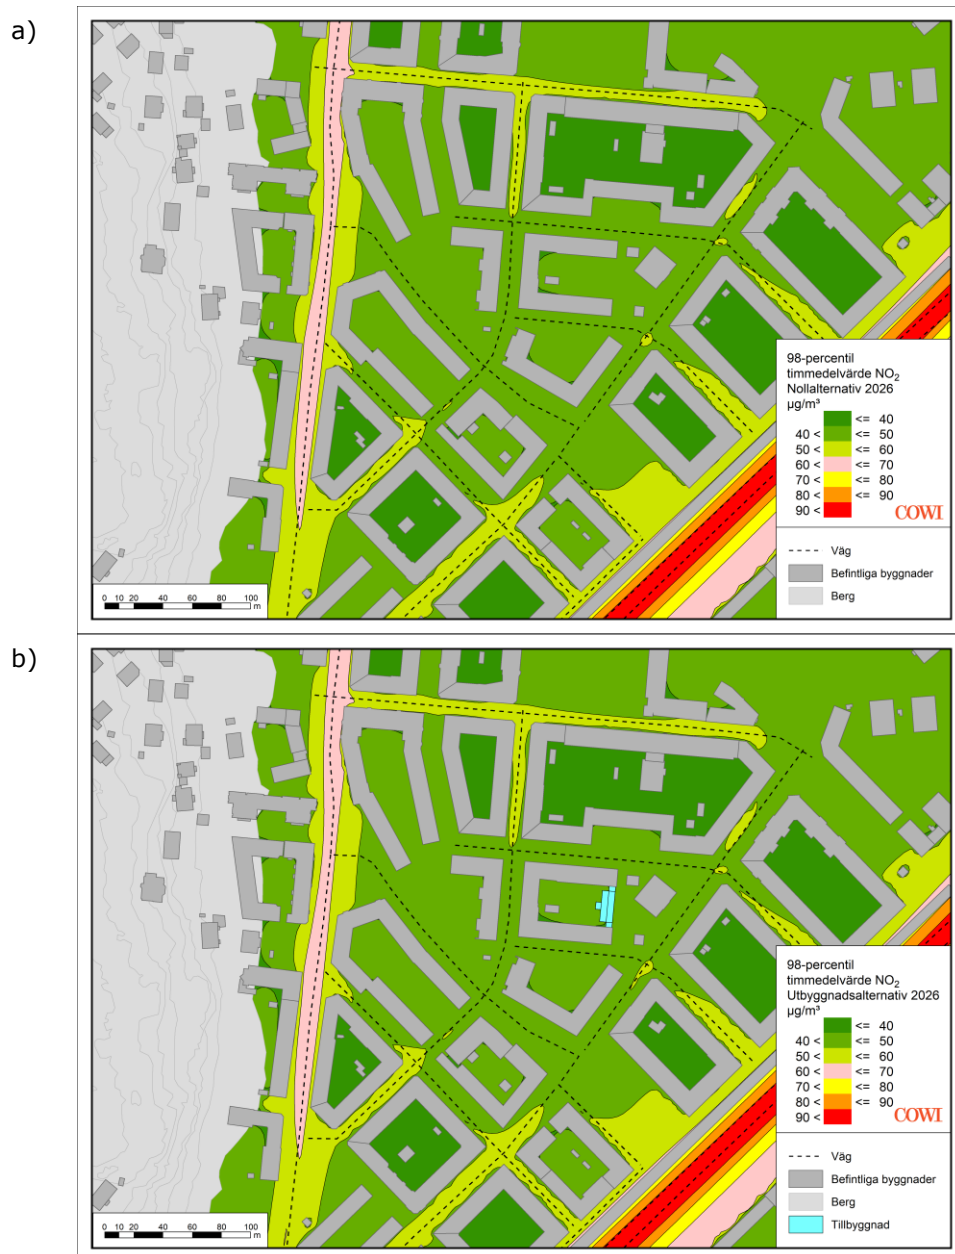 a)
98-percentil
timmedelvärde NO₂
Nollalternativ 2026
µg/m³
<= 40
40 < <= 50
50 < <= 60
60 < <= 70
70 < <= 80
80 < <= 90
90 <
COWI
Väg
Befintliga byggnader
Berg
0 10 20 40 60 80 100
m
b)
98-percentil
timmedelvärde NO₂
Utbyggnadsalternativ 2026
µg/m³
<= 40
40 < <= 50
50 < <= 60
60 < <= 70
70 < <= 80
80 < <= 90
90 <
COWI
Väg
Befintliga byggnader
Berg
Tillbyggnad
0 10 20 40 60 80 100
m